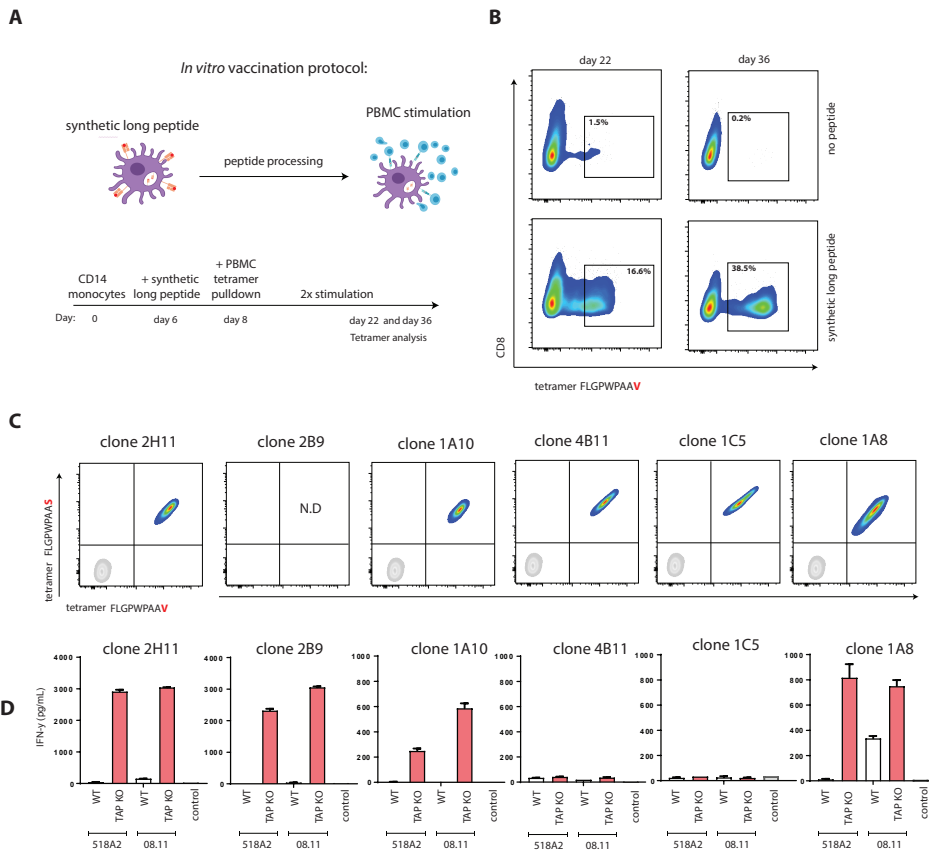 A
In vitro vaccination protocol:
synthetic long peptide
peptide processing
PBMC stimulation
CD14
monocytes
+ synthetic
long peptide
+ PBMC
tetramer
pulldown
2x stimulation
Day:
0
day 6
day 8
day 22 and day 36
Tetramer analysis
B
day 22
day 36
1.5%
0.2%
no peptide
16.6%
38.5%
synthetic long peptide
CD8
tetramer FLGPWPAAV
C
clone 2H11
clone 2B9
clone 1A10
clone 4B11
clone 1C5
clone 1A8
N.D
tetramer FLGPWPAAS
tetramer FLGPWPAAV
D
clone 2H11
4000
3000
2000
1000
0
IFN-y (pg/mL)
WT
TAP KO
WT
TAP KO
control
518A2
08.11
clone 2B9
4000
3000
2000
1000
0
WT
TAP KO
WT
TAP KO
control
518A2
08.11
clone 1A10
1000
800
600
400
200
0
WT
TAP KO
WT
TAP KO
control
518A2
08.11
clone 4B11
1000
800
600
400
200
0
WT
TAP KO
WT
TAP KO
control
518A2
08.11
clone 1C5
1000
800
600
400
200
0
WT
TAP KO
WT
TAP KO
control
518A2
08.11
clone 1A8
1000
800
600
400
200
0
WT
TAP KO
WT
TAP KO
control
518A2
08.11